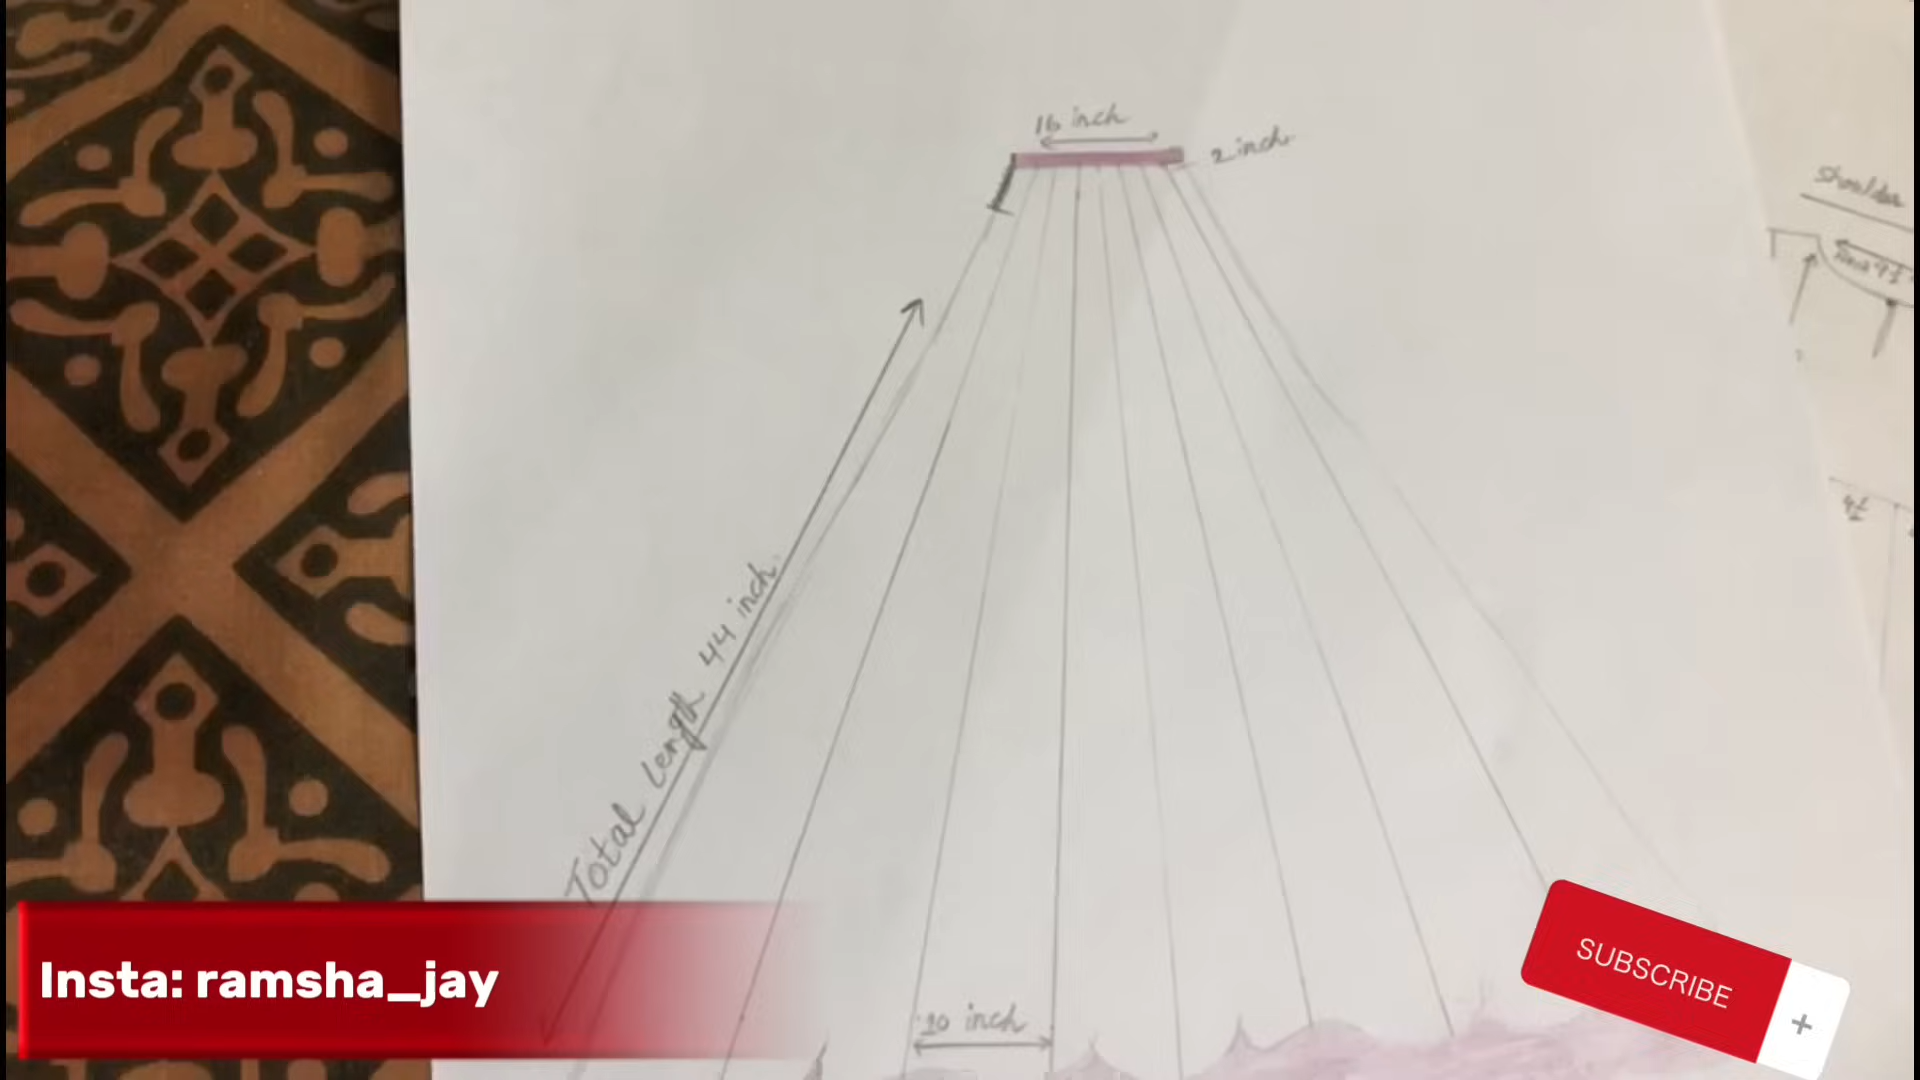 16 inch
2 inch
Shoulder
Total Length 44 inch
10 inch
Insta: ramsha_jay
SUBSCRIBE
+